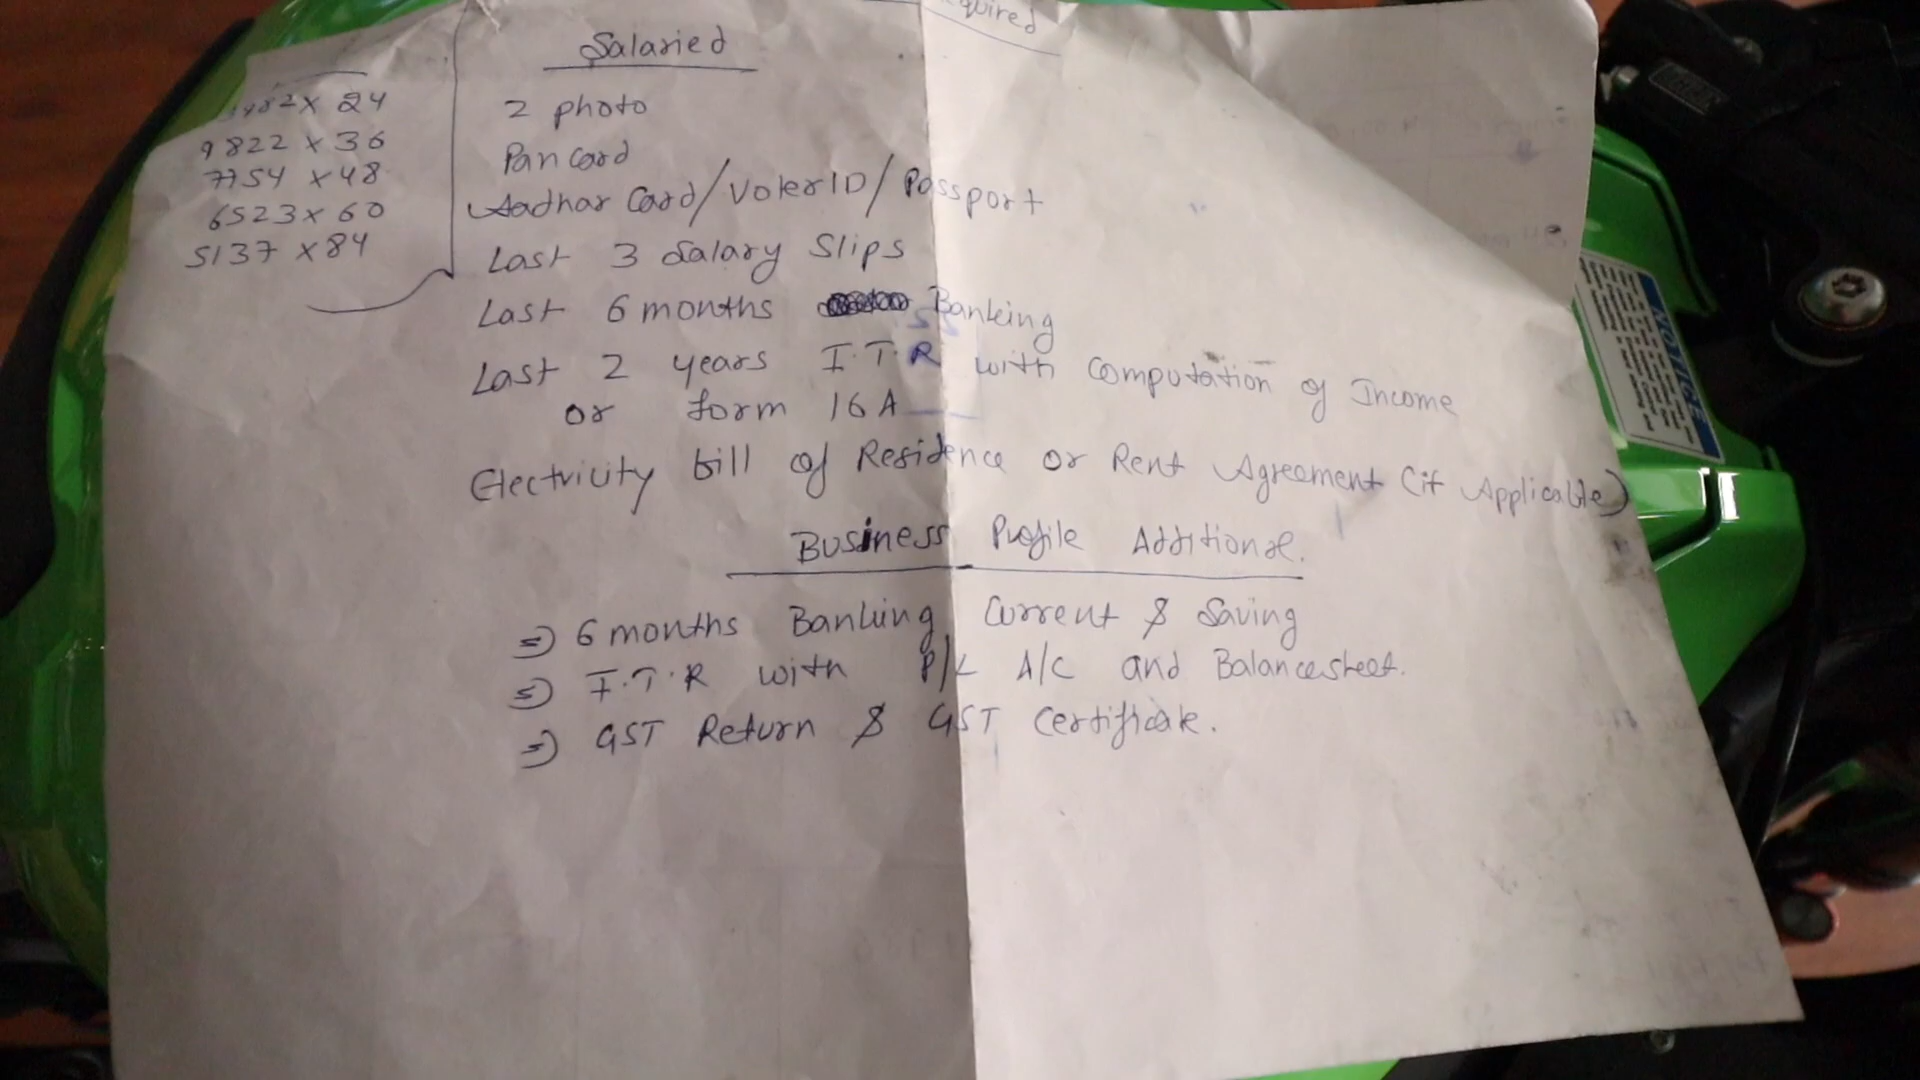 Salaried
9822 x 36
7754 x 48
6523 x 60
5137 x 84
2 photo
Pan Card
Aadhar Card/Voter ID/Passport
Last 3 Salary Slips
Last 6 months Banking
Last 2 years I.T.R with Computation of Income
or form 16 A
Electricity bill of Residence or Rent Agreement (if Applicable)
Business Profile Additional.
=) 6 months Banking Current & Saving
=) I.T.R with P/L A/C and Balancesheet.
=) GST Return & GST Certificate.
NOTICE